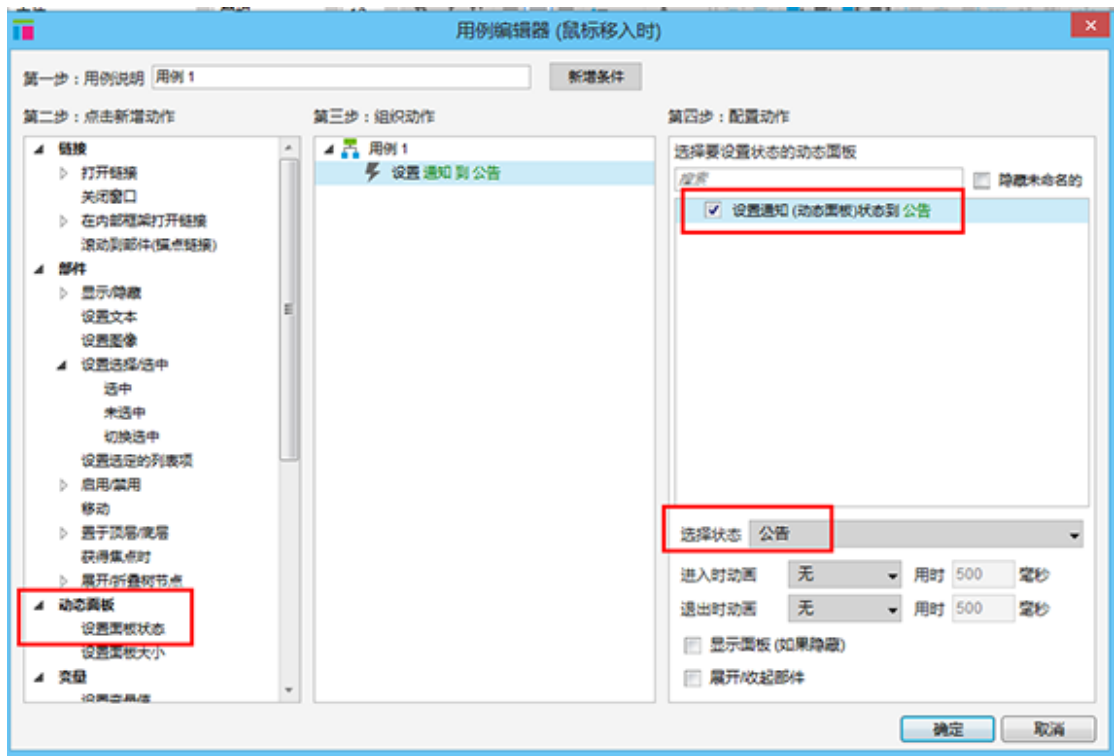 用例编辑器 (鼠标移入时)
第一步：用例说明 用例 1 新增条件
第二步：点击新增动作
链接
打开链接
关闭窗口
在内部框架打开链接
滚动到部件(锚点链接)
部件
显示/隐藏
设置文本
设置图像
设置选择/选中
选中
未选中
切换选中
设置选定的列表项
启用/禁用
移动
置于顶层/底层
获得焦点时
展开/折叠树节点
动态面板
设置面板状态
设置面板大小
变量
设置变量值
第三步：组织动作
用例 1
设置 通知 到 公告
第四步：配置动作
选择要设置状态的动态面板
搜索 隐藏未命名的
设置通知 (动态面板)状态到 公告
选择状态 公告
进入时动画 无 用时 500 毫秒
退出时动画 无 用时 500 毫秒
显示面板 (如果隐藏)
展开/收起部件
确定 取消